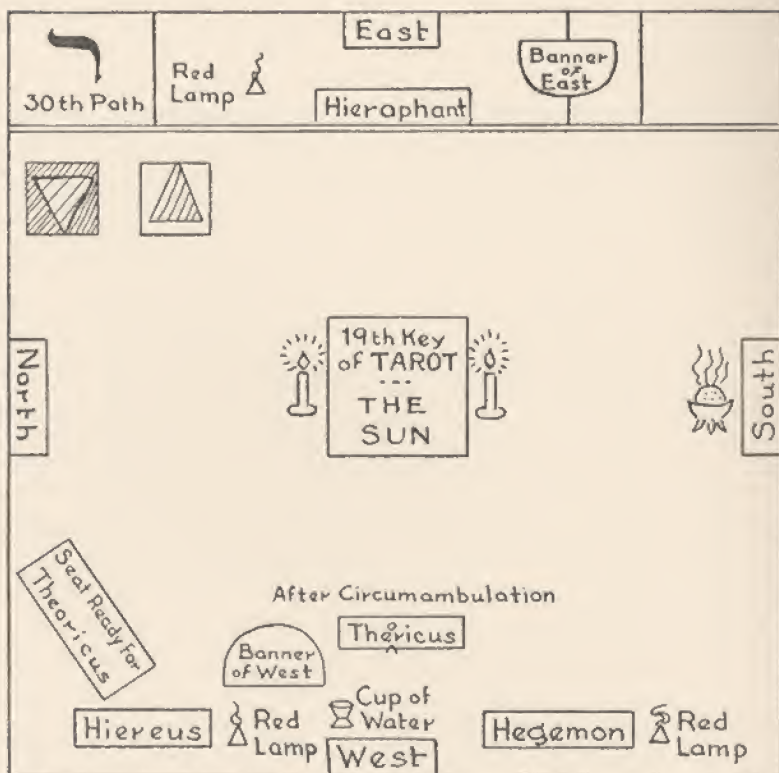 East
Banner
of
East
Red
Lamp
ר
30th Path
Hierophant
North
19th Key
of TAROT
---
THE
SUN
South
Seat Ready For
Theoricus
After Circumambulation
Theoricus
Banner
of West
Cup of
Water
Hiereus
Red
Lamp
West
Hegemon
Red
Lamp